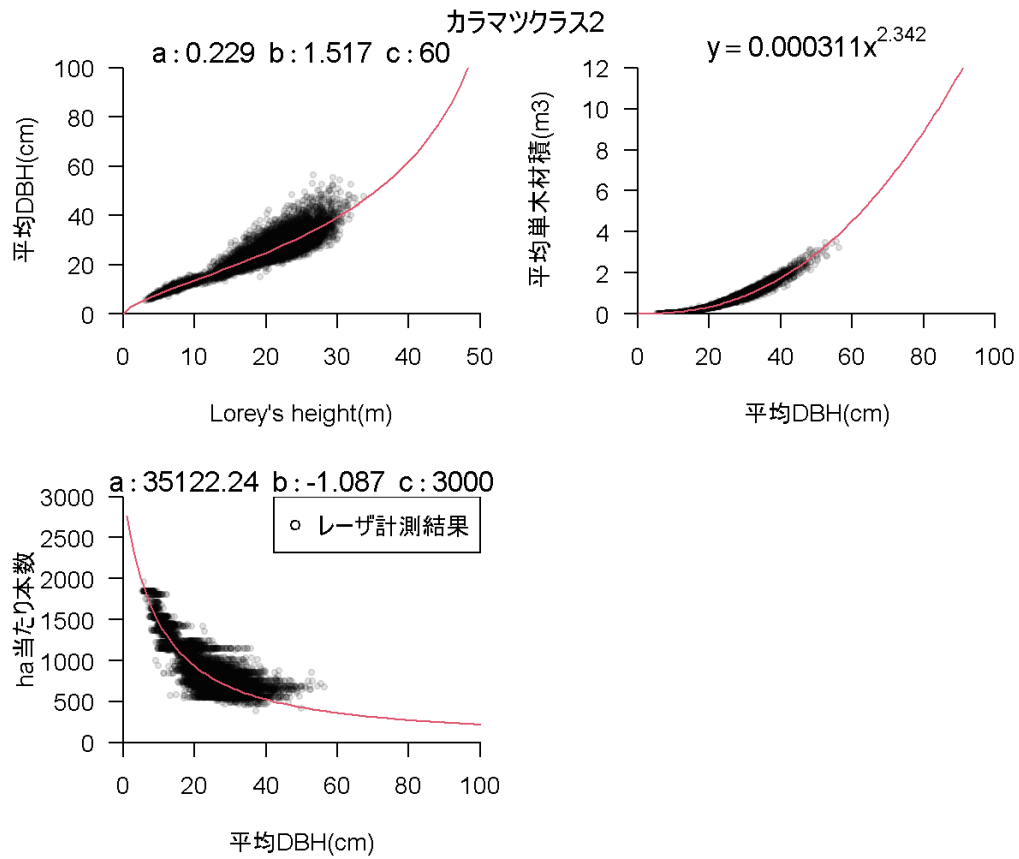 カラマツクラス2
a : 0.229 b : 1.517 c : 60
平均DBH(cm)
100
80
60
40
20
0
0 10 20 30 40 50
Lorey's height(m)
y = 0.000311x^2.342
平均単木材積(m3)
12
10
8
6
4
2
0
0 20 40 60 80 100
平均DBH(cm)
a : 35122.24 b : -1.087 c : 3000
ha当たり本数
3000
2500
2000
1500
1000
500
0
レーザ計測結果
0 20 40 60 80 100
平均DBH(cm)